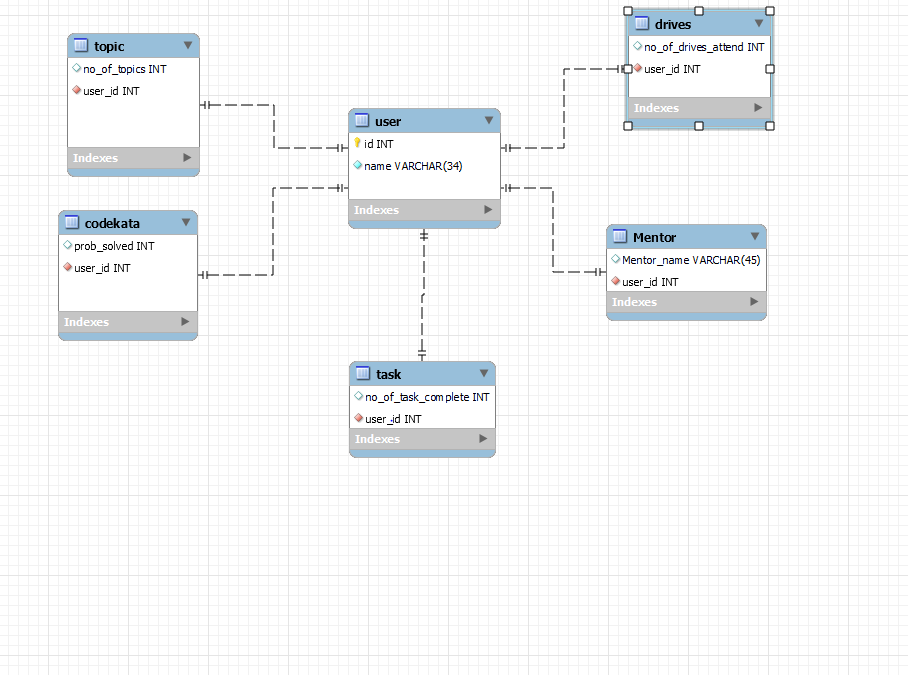 topic
no_of_topics INT
user_id INT
Indexes
codekata
prob_solved INT
user_id INT
Indexes
user
id INT
name VARCHAR(34)
Indexes
task
no_of_task_complete INT
user_id INT
Indexes
drives
no_of_drives_attend INT
user_id INT
Indexes
Mentor
Mentor_name VARCHAR(45)
user_id INT
Indexes